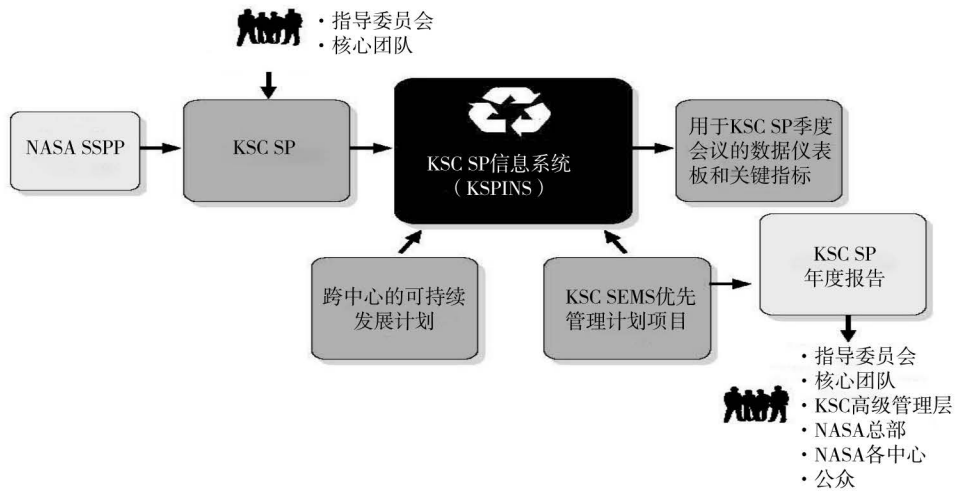 ·指导委员会
·核心团队
NASA SSPP
KSC SP
KSC SP信息系统
（KSPINS）
用于KSC SP季度
会议的数据仪表
板和关键指标
跨中心的可持续
发展计划
KSC SEMS优先
管理计划项目
KSC SP
年度报告
·指导委员会
·核心团队
·KSC高级管理层
·NASA总部
·NASA各中心
·公众